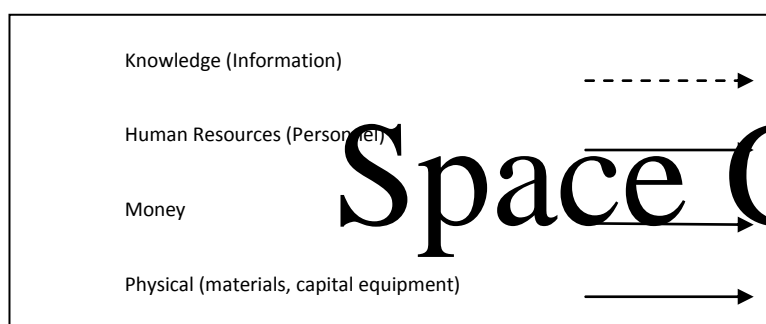 Knowledge (Information)
Human Resources (Personnel)
Space
Money
Physical (materials, capital equipment)